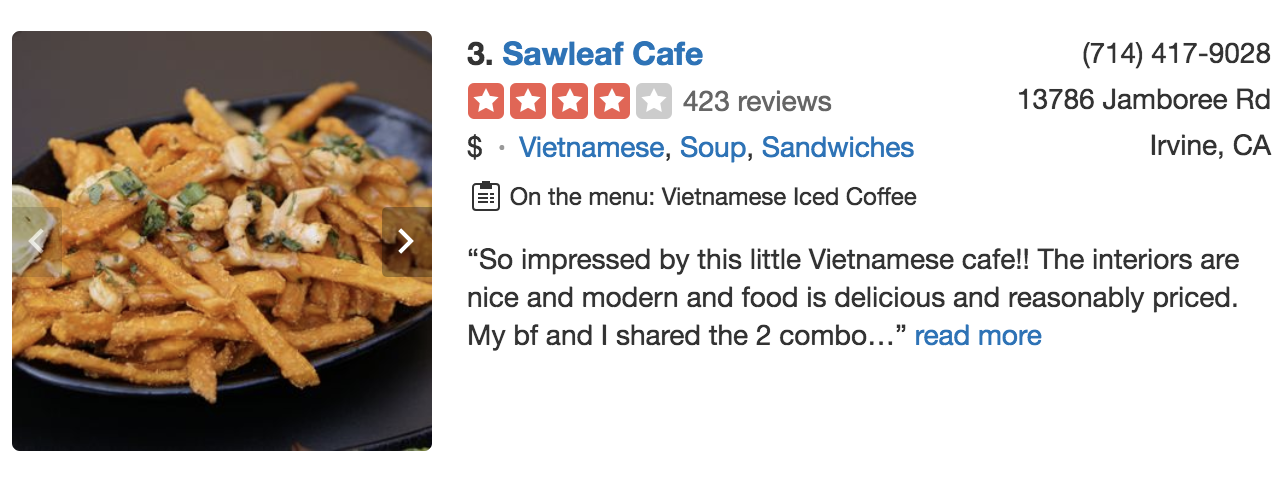 3. Sawleaf Cafe
423 reviews
$ · Vietnamese, Soup, Sandwiches
On the menu: Vietnamese Iced Coffee
“So impressed by this little Vietnamese cafe!! The interiors are
nice and modern and food is delicious and reasonably priced.
My bf and I shared the 2 combo…” read more
(714) 417-9028
13786 Jamboree Rd
Irvine, CA